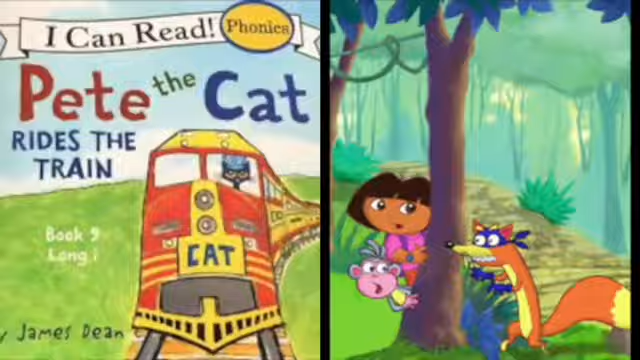 I Can Read!
Phonics
Pete the Cat
RIDES THE
TRAIN
Book 9
Long i
CAT
y James Dean